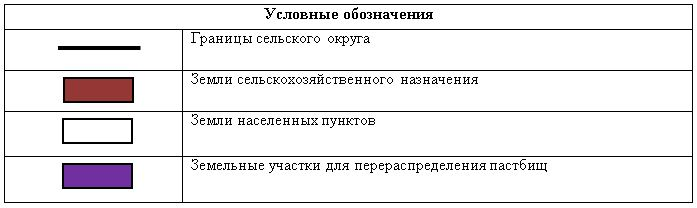 Условные обозначения
Границы сельского округа
Земли сельскохозяйственного назначения
Земли населенных пунктов
Земельные участки для перераспределения пастбищ